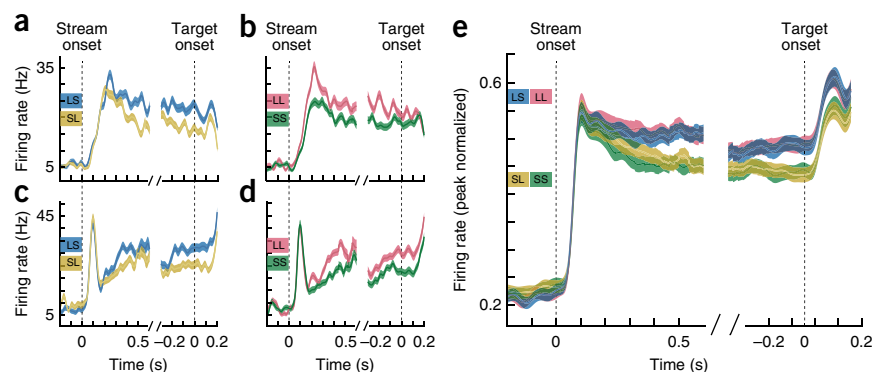 a
Stream onset
Target onset
Firing rate (Hz)
35
5
LS
SL
b
Stream onset
Target onset
LL
SS
c
Firing rate (Hz)
45
5
LS
SL
0
0.5
−0.2
0
0.2
Time (s)
d
LL
SS
0
0.5
−0.2
0
0.2
Time (s)
e
Stream onset
Target onset
Firing rate (peak normalized)
0.6
0.2
LS LL
SL SS
0
0.5
−0.2
0
0.2
Time (s)